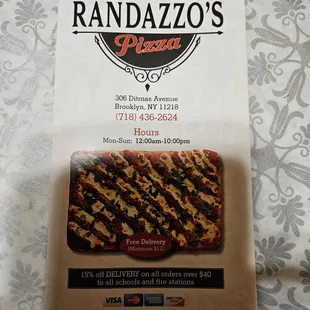 RANDAZZO'S
Pizza
306 Ditmas Avenue
Brooklyn, NY 11218
(718) 436-2624
Hours
Mon-Sun: 12:00am-10:00pm
Free Delivery
(Minimum $12)
15% off DELIVERY on all orders over $40
to all schools and fire stations
VISA